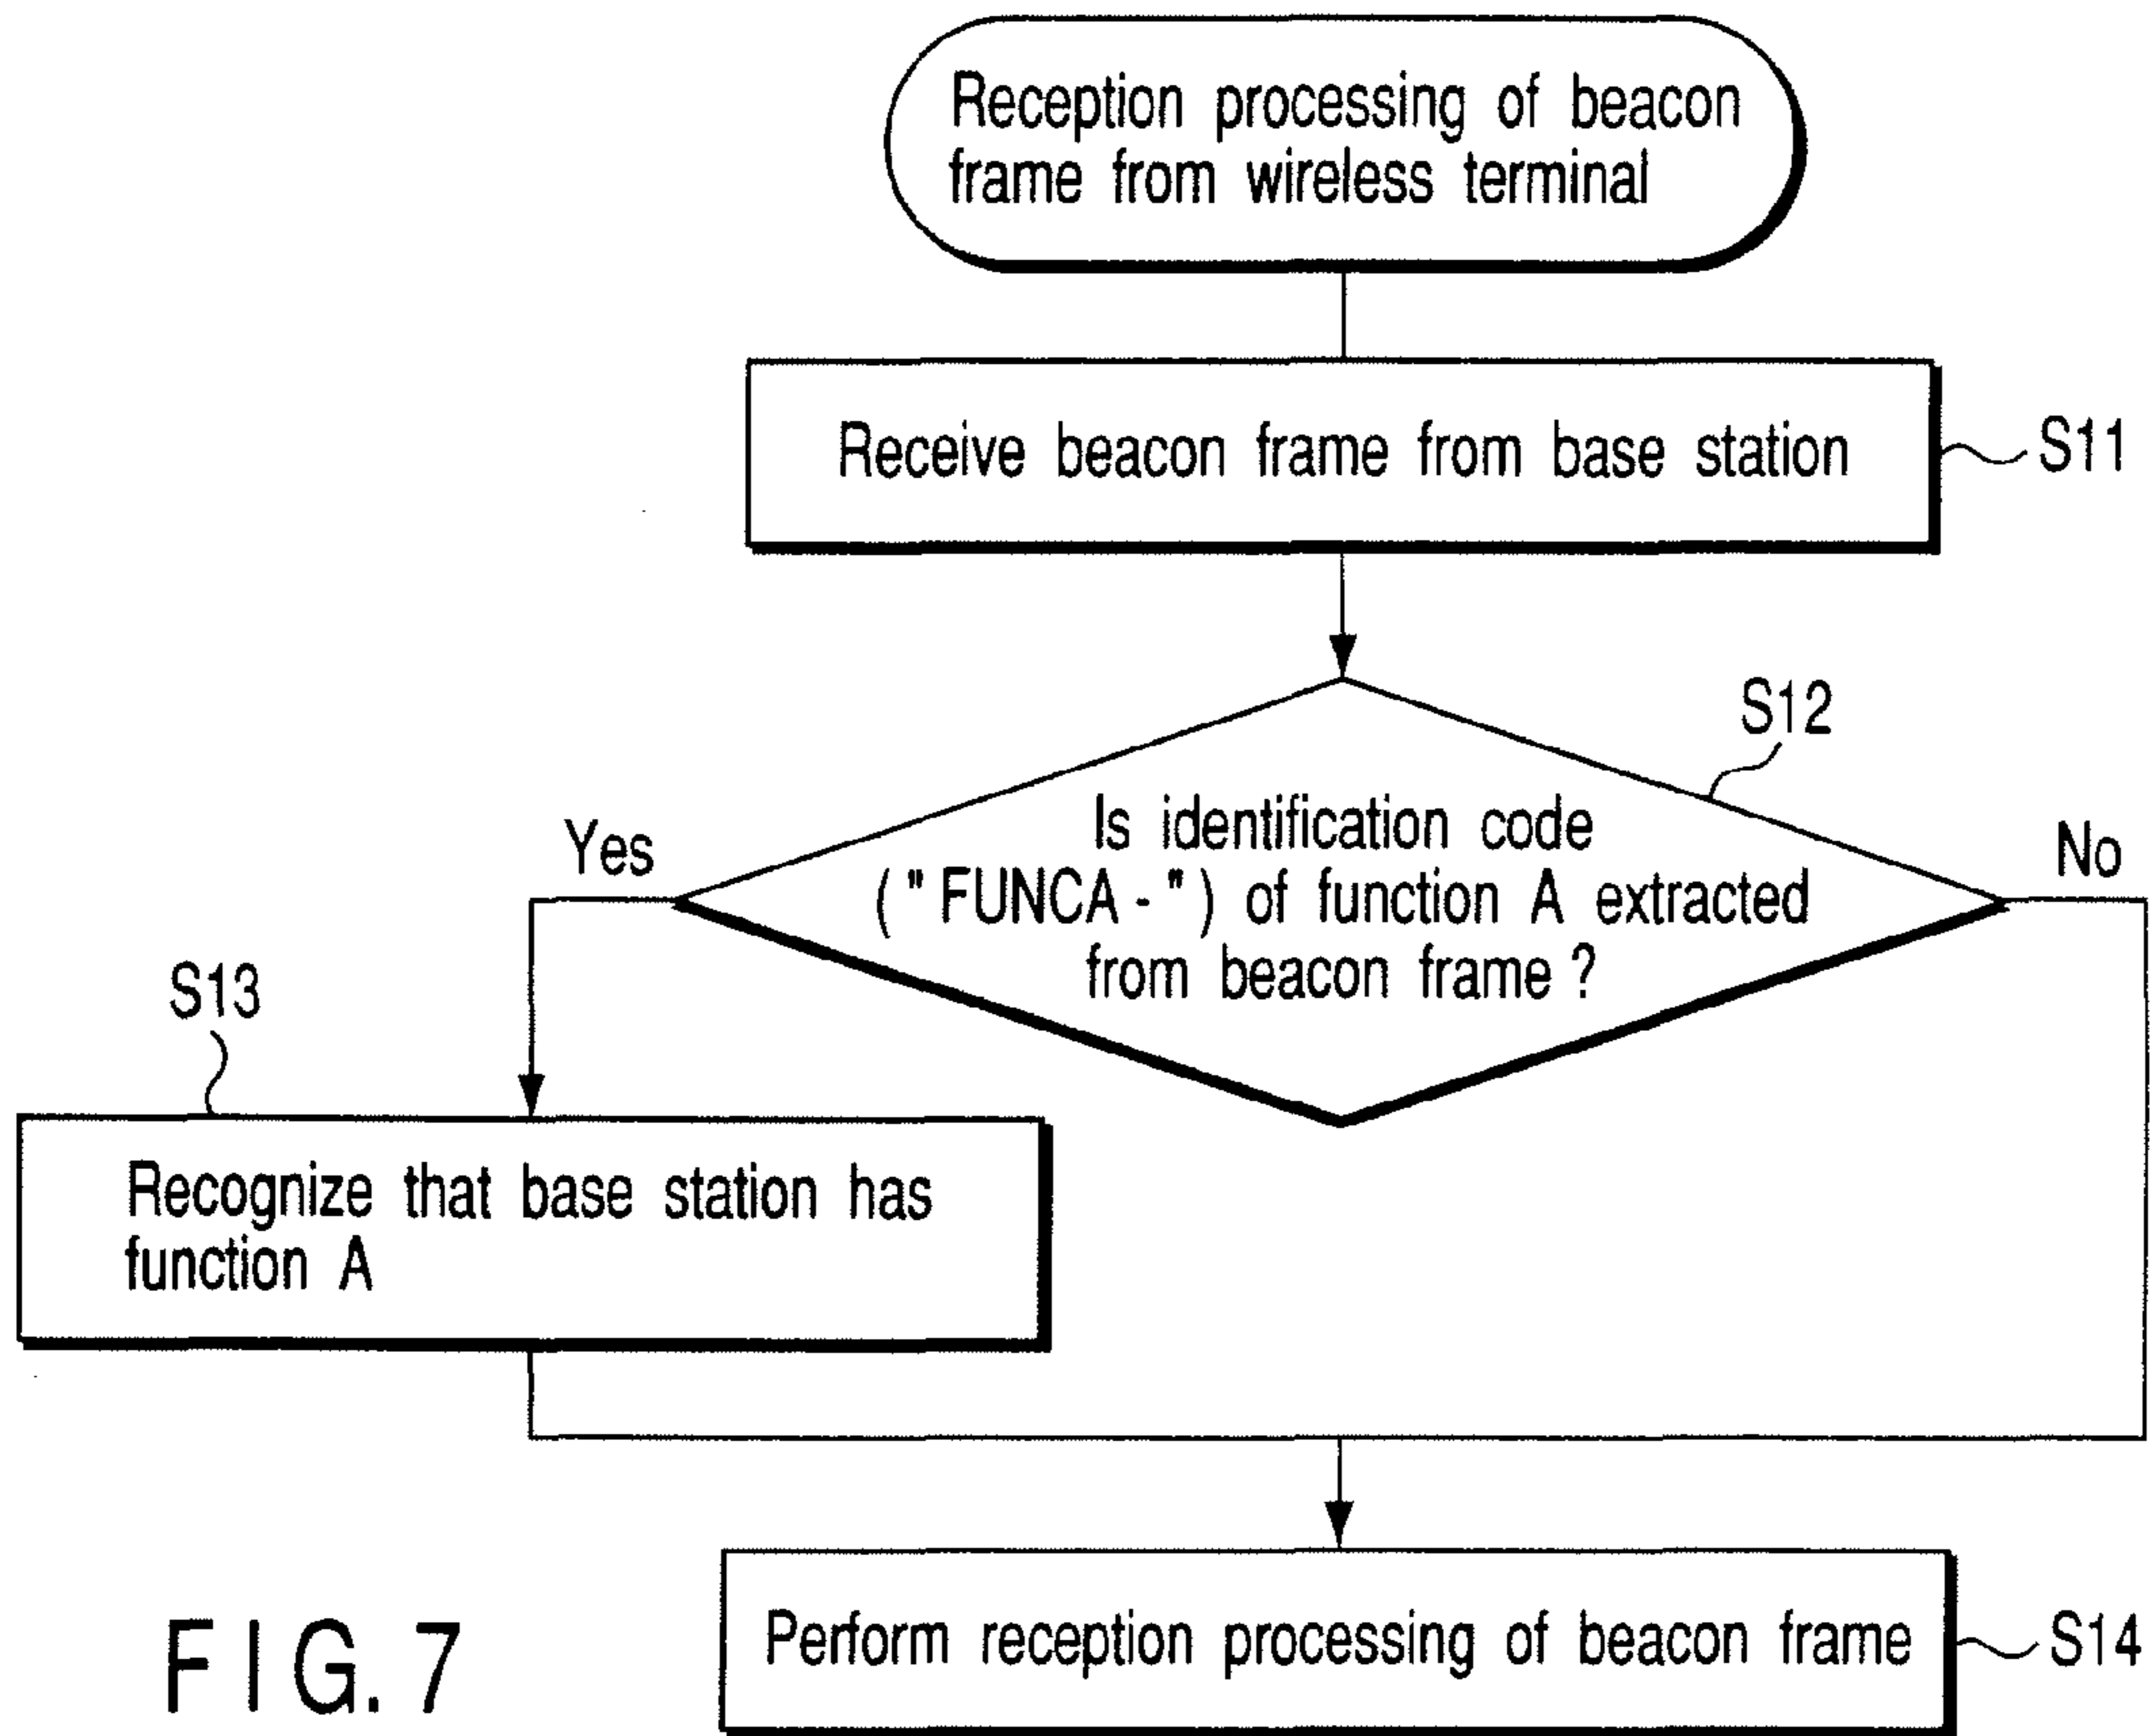 Reception processing of beacon
frame from wireless terminal
Receive beacon frame from base station
S11
S12
Is identification code
("FUNCA-") of function A extracted
from beacon frame?
Yes
No
S13
Recognize that base station has
function A
Perform reception processing of beacon frame
S14
FIG. 7